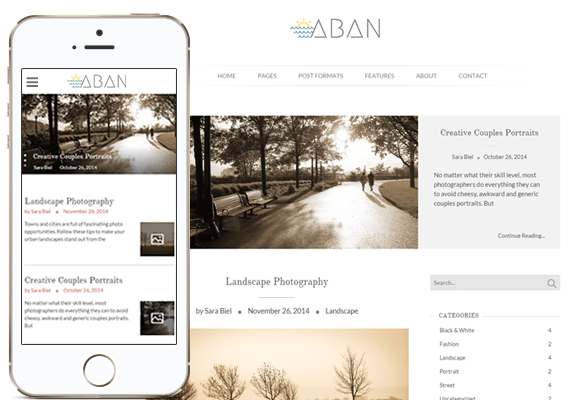 ABAN
HOME PAGES POST FORMATS FEATURES ABOUT CONTACT
Creative Couples Portraits
Sara Biel October 26, 2014
No matter what their skill level, most
photographers do everything they can
to avoid cheesy, awkward and generic
couples portraits. But
Continue Reading...
Landscape Photography
by Sara Biel November 26, 2014 Landscape
Search...
CATEGORIES
Black & White 4
Fashion 2
Landscape 4
Portrait 2
Street 4
Uncategorized 2
ABAN
Creative Couples Portraits
Sara Biel October 26, 2014
Landscape Photography
by Sara Biel November 26, 2014
Towns and cities are full of fascinating photo
opportunities. Follow these tips to make your
urban landscapes stand out from the
Creative Couples Portraits
by Sara Biel October 26, 2014
No matter what their skill level, most
photographers do everything they can to avoid
cheesy, awkward and generic couples portraits.
But